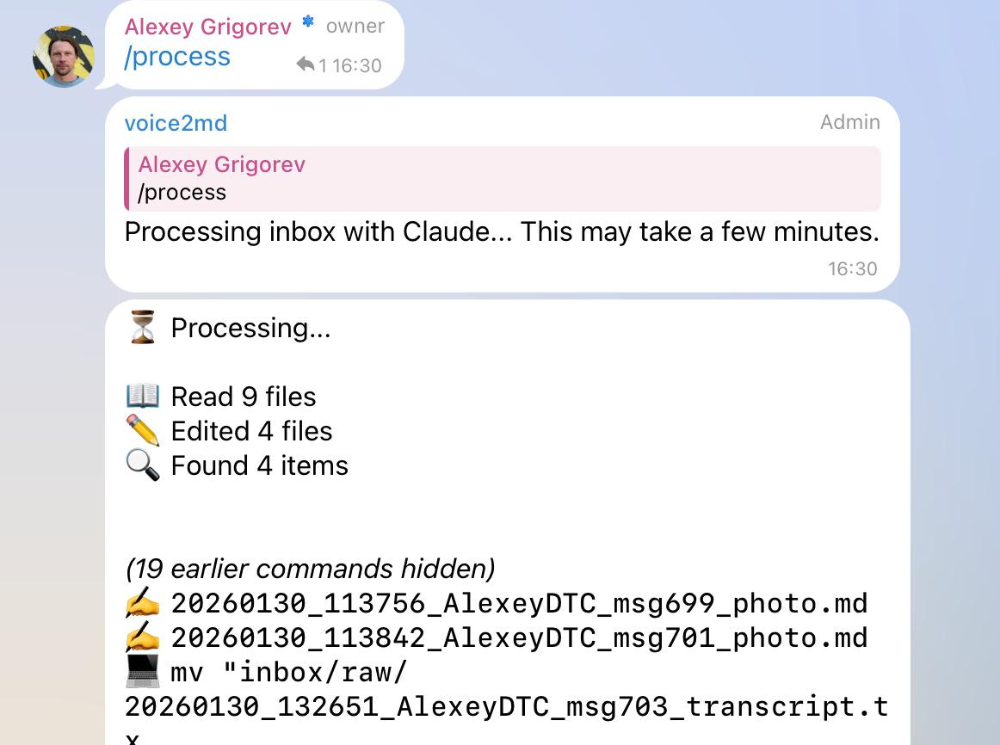 Alexey Grigorev owner
/process 1 16:30
voice2md Admin
Alexey Grigorev
/process
Processing inbox with Claude... This may take a few minutes.
16:30
⏳ Processing...
📖 Read 9 files
✏️ Edited 4 files
🔍 Found 4 items
(19 earlier commands hidden)
✍️ 20260130_113756_AlexeyDTC_msg699_photo.md
✍️ 20260130_113842_AlexeyDTC_msg701_photo.md
💻 mv "inbox/raw/
20260130_132651_AlexeyDTC_msg703_transcript.t
x